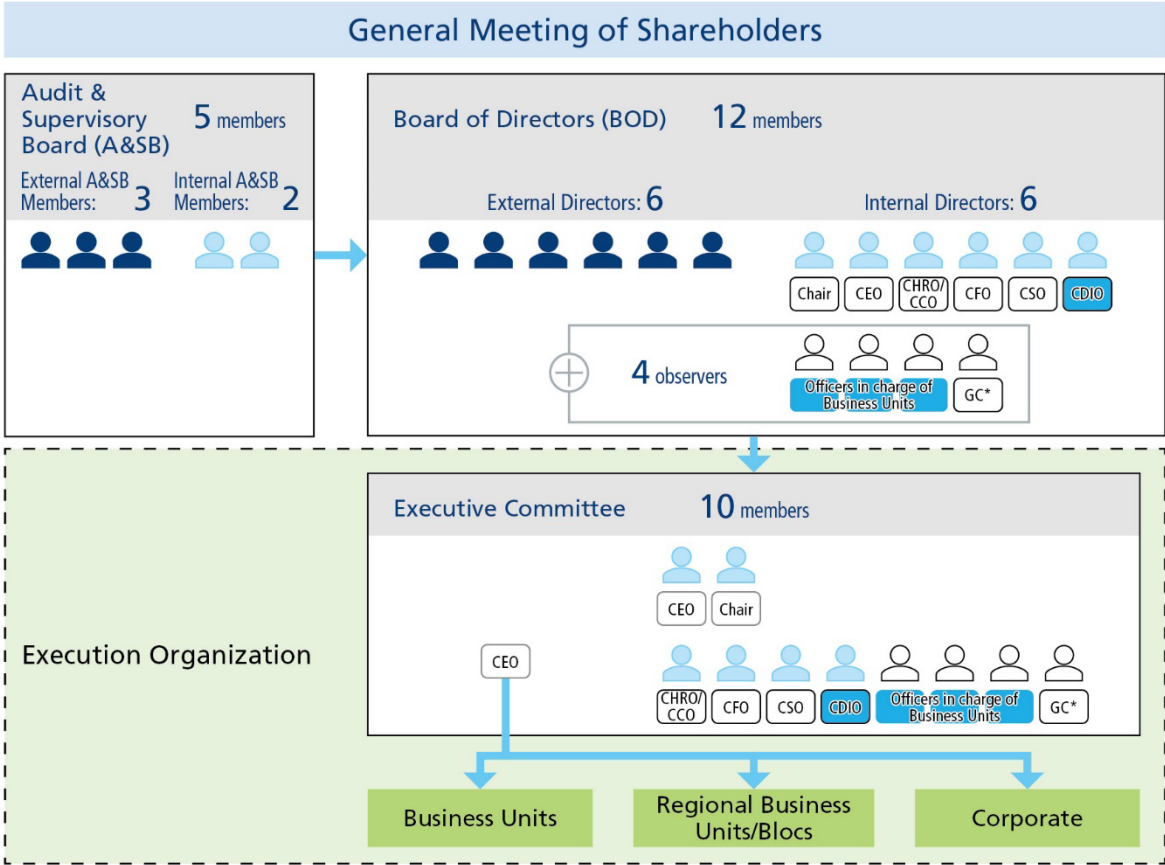 General Meeting of Shareholders
Audit &
Supervisory
Board (A&SB)
5 members
External A&SB
Members: 3
Internal A&SB
Members: 2
Board of Directors (BOD)
12 members
External Directors: 6
Internal Directors: 6
Chair
CEO
CHRO/
CCO
CFO
CSO
CDIO
4 observers
Officers in charge of
Business Units
GC*
Execution Organization
Executive Committee
10 members
CEO
Chair
CEO
CHRO/
CCO
CFO
CSO
CDIO
Officers in charge of
Business Units
GC*
Business Units
Regional Business
Units/Blocs
Corporate